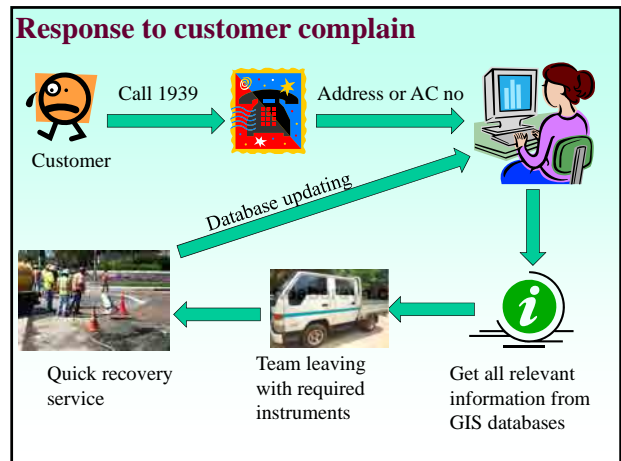 Response to customer complain
Call 1939
Address or AC no
Customer
Database updating
Quick recovery
service
Team leaving
with required
instruments
Get all relevant
information from
GIS databases